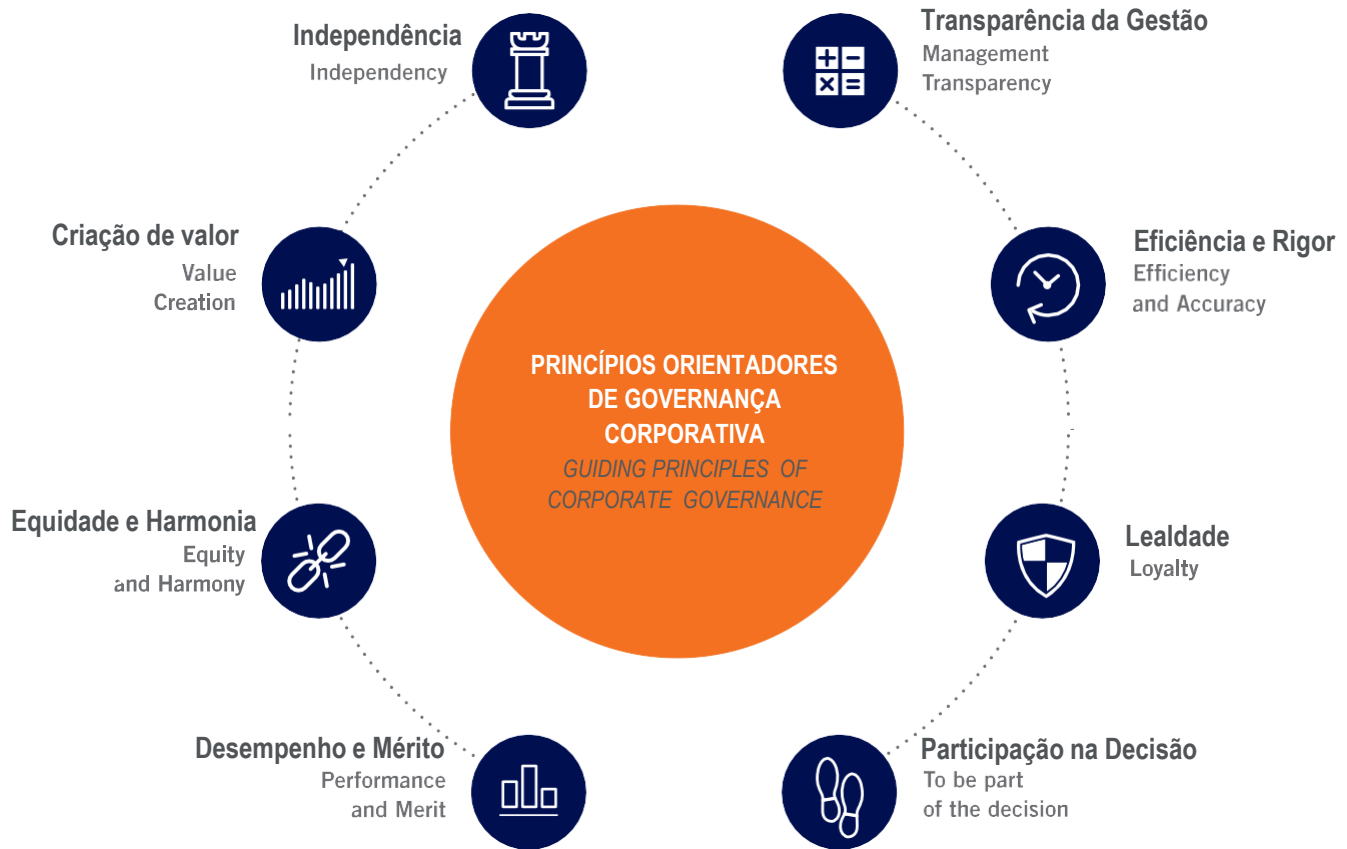 Independência
Independency
Transparência da Gestão
Management
Transparency
Criação de valor
Value
Creation
Eficiência e Rigor
Efficiency
and Accuracy
PRINCÍPIOS ORIENTADORES
DE GOVERNANÇA
CORPORATIVA
GUIDING PRINCIPLES OF
CORPORATE GOVERNANCE
Equidade e Harmonia
Equity
and Harmony
Lealdade
Loyalty
Desempenho e Mérito
Performance
and Merit
Participação na Decisão
To be part
of the decision